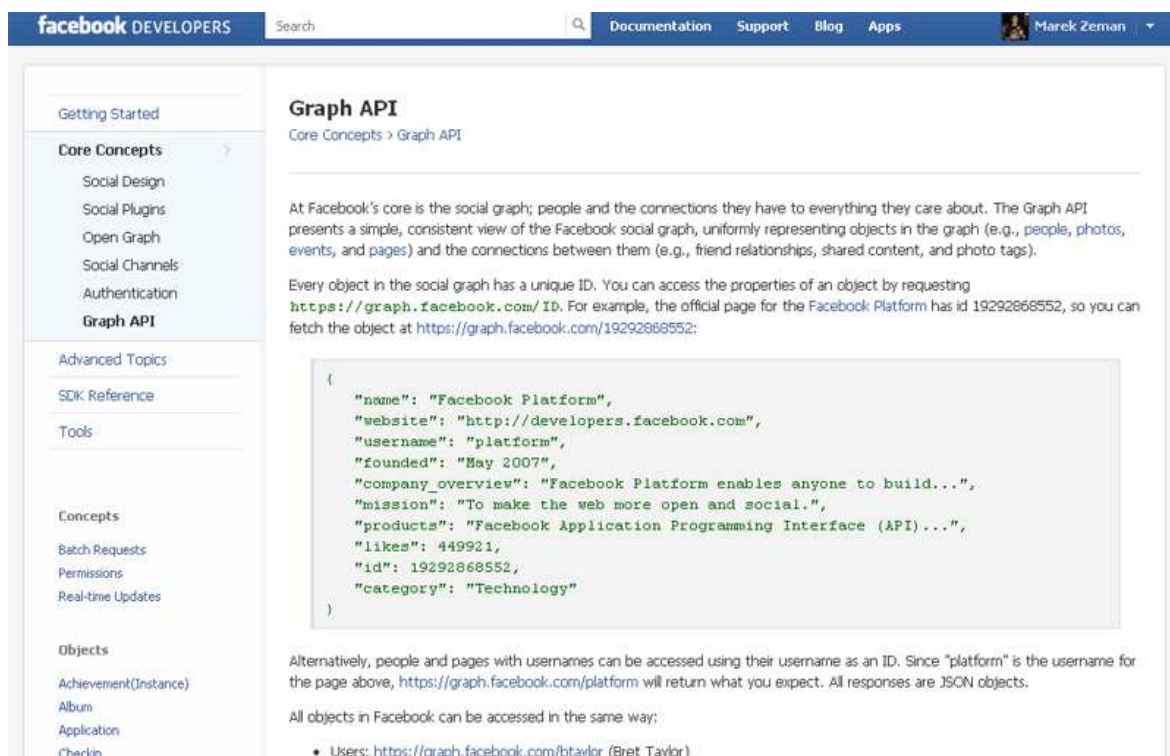 facebook DEVELOPERS
Search
Documentation Support Blog Apps
Marek Zeman
Getting Started
Core Concepts
Social Design
Social Plugins
Open Graph
Social Channels
Authentication
Graph API
Advanced Topics
SDK Reference
Tools
Concepts
Batch Requests
Permissions
Real-time Updates
Objects
Achievement(Instance)
Album
Application
Checkin
Graph API
Core Concepts › Graph API
At Facebook's core is the social graph; people and the connections they have to everything they care about. The Graph API
presents a simple, consistent view of the Facebook social graph, uniformly representing objects in the graph (e.g., people, photos,
events, and pages) and the connections between them (e.g., friend relationships, shared content, and photo tags).
Every object in the social graph has a unique ID. You can access the properties of an object by requesting
https://graph.facebook.com/ID. For example, the official page for the Facebook Platform has id 19292868552, so you can
fetch the object at https://graph.facebook.com/19292868552:
{
"name": "Facebook Platform",
"website": "http://developers.facebook.com",
"username": "platform",
"founded": "May 2007",
"company_overview": "Facebook Platform enables anyone to build...",
"mission": "To make the web more open and social.",
"products": "Facebook Application Programming Interface (API)...",
"likes": 449921,
"id": 19292868552,
"category": "Technology"
}
Alternatively, people and pages with usernames can be accessed using their username as an ID. Since "platform" is the username for
the page above, https://graph.facebook.com/platform will return what you expect. All responses are JSON objects.
All objects in Facebook can be accessed in the same way:
• Users: https://graph.facebook.com/btaylor (Bret Taylor)